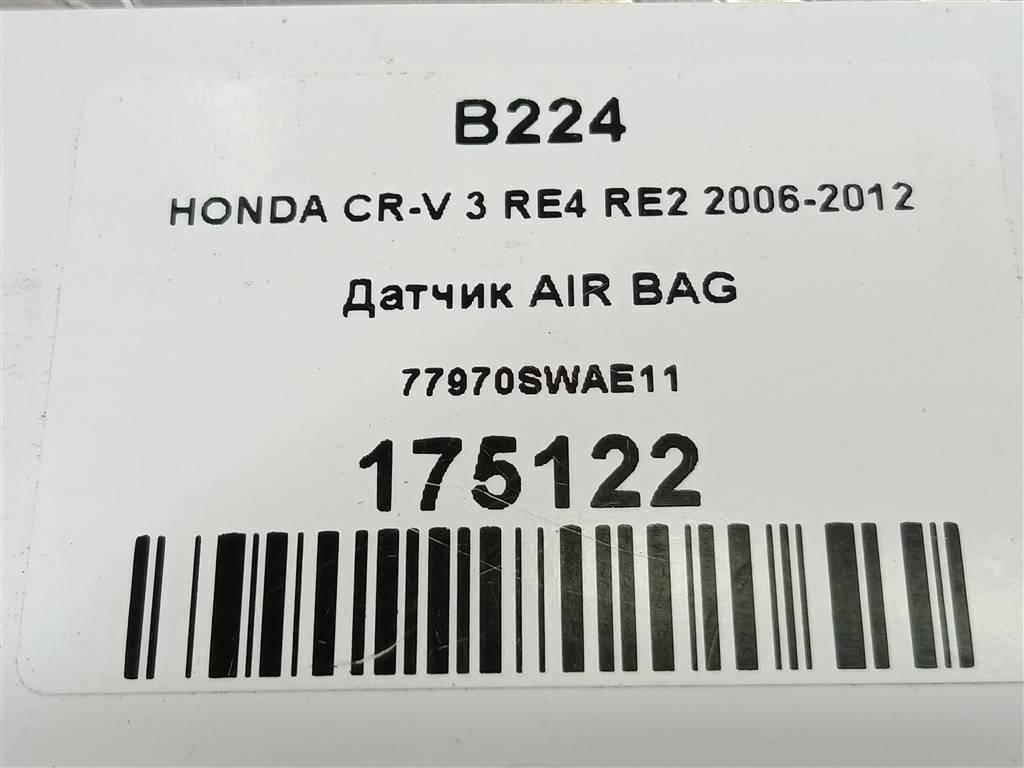 B224
HONDA CR-V 3 RE4 RE2 2006-2012
Датчик AIR BAG
77970SWAE11
175122